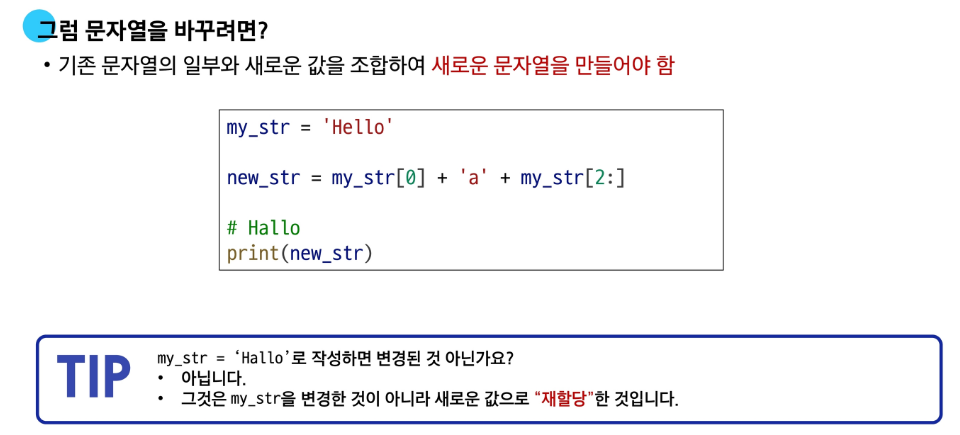 그럼 문자열을 바꾸려면?
• 기존 문자열의 일부와 새로운 값을 조합하여 새로운 문자열을 만들어야 함
my_str = 'Hello'
new_str = my_str[0] + 'a' + my_str[2:]
# Hallo
print(new_str)
TIP
my_str = ‘Hallo’로 작성하면 변경된 것 아닌가요?
• 아닙니다.
• 그것은 my_str을 변경한 것이 아니라 새로운 값으로 “재할당”한 것입니다.